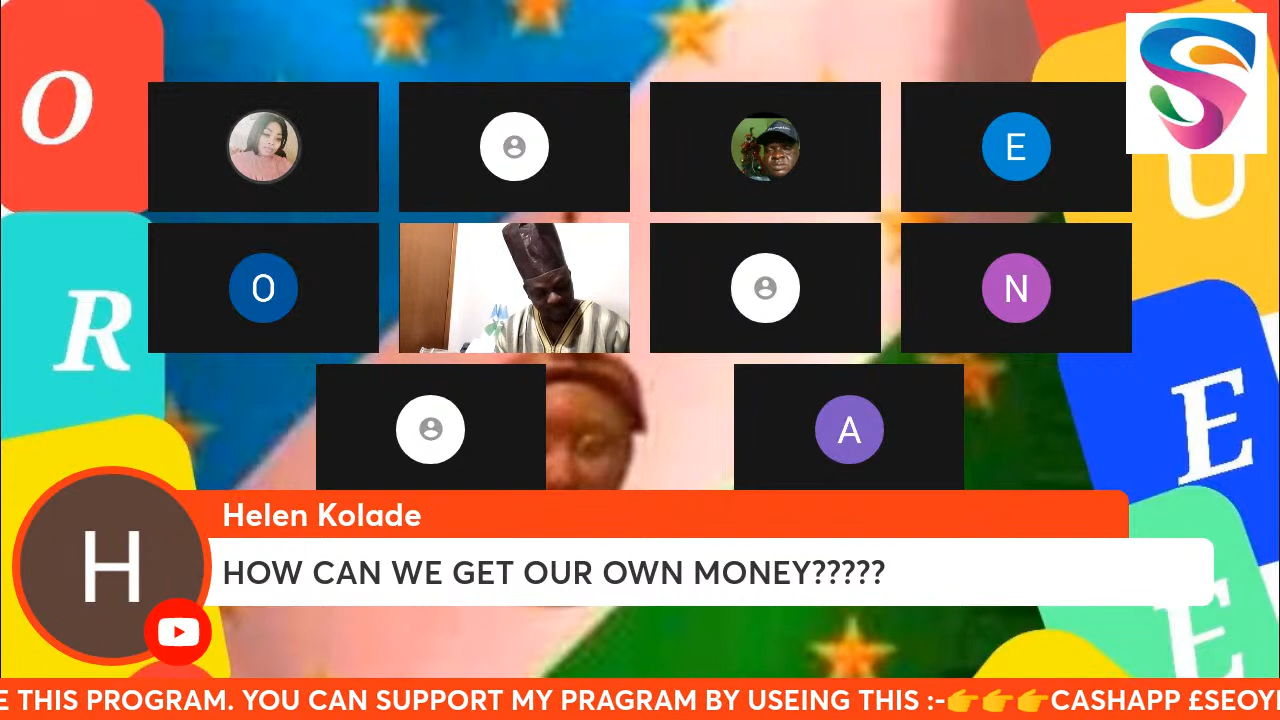 O
U
E
O
N
R
E
A
H
Helen Kolade
HOW CAN WE GET OUR OWN MONEY?????
E
E THIS PROGRAM. YOU CAN SUPPORT MY PRAGRAM BY USEING THIS :-👉👉👉CASHAPP £SEOY